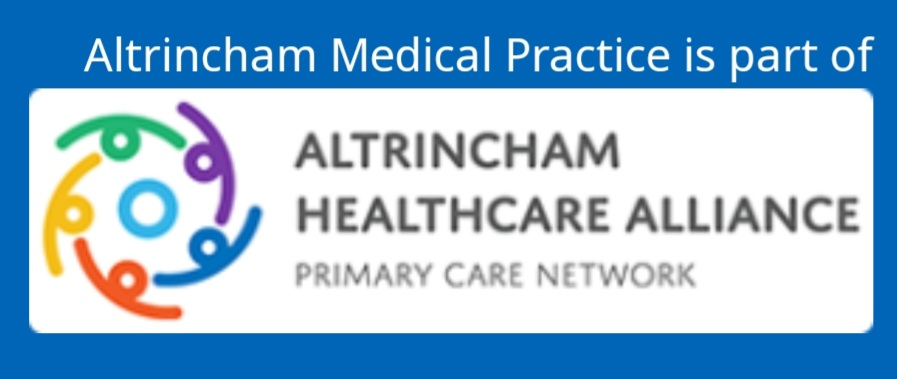 Altrincham Medical Practice is part of
ALTRINCHAM
HEALTHCARE ALLIANCE
PRIMARY CARE NETWORK